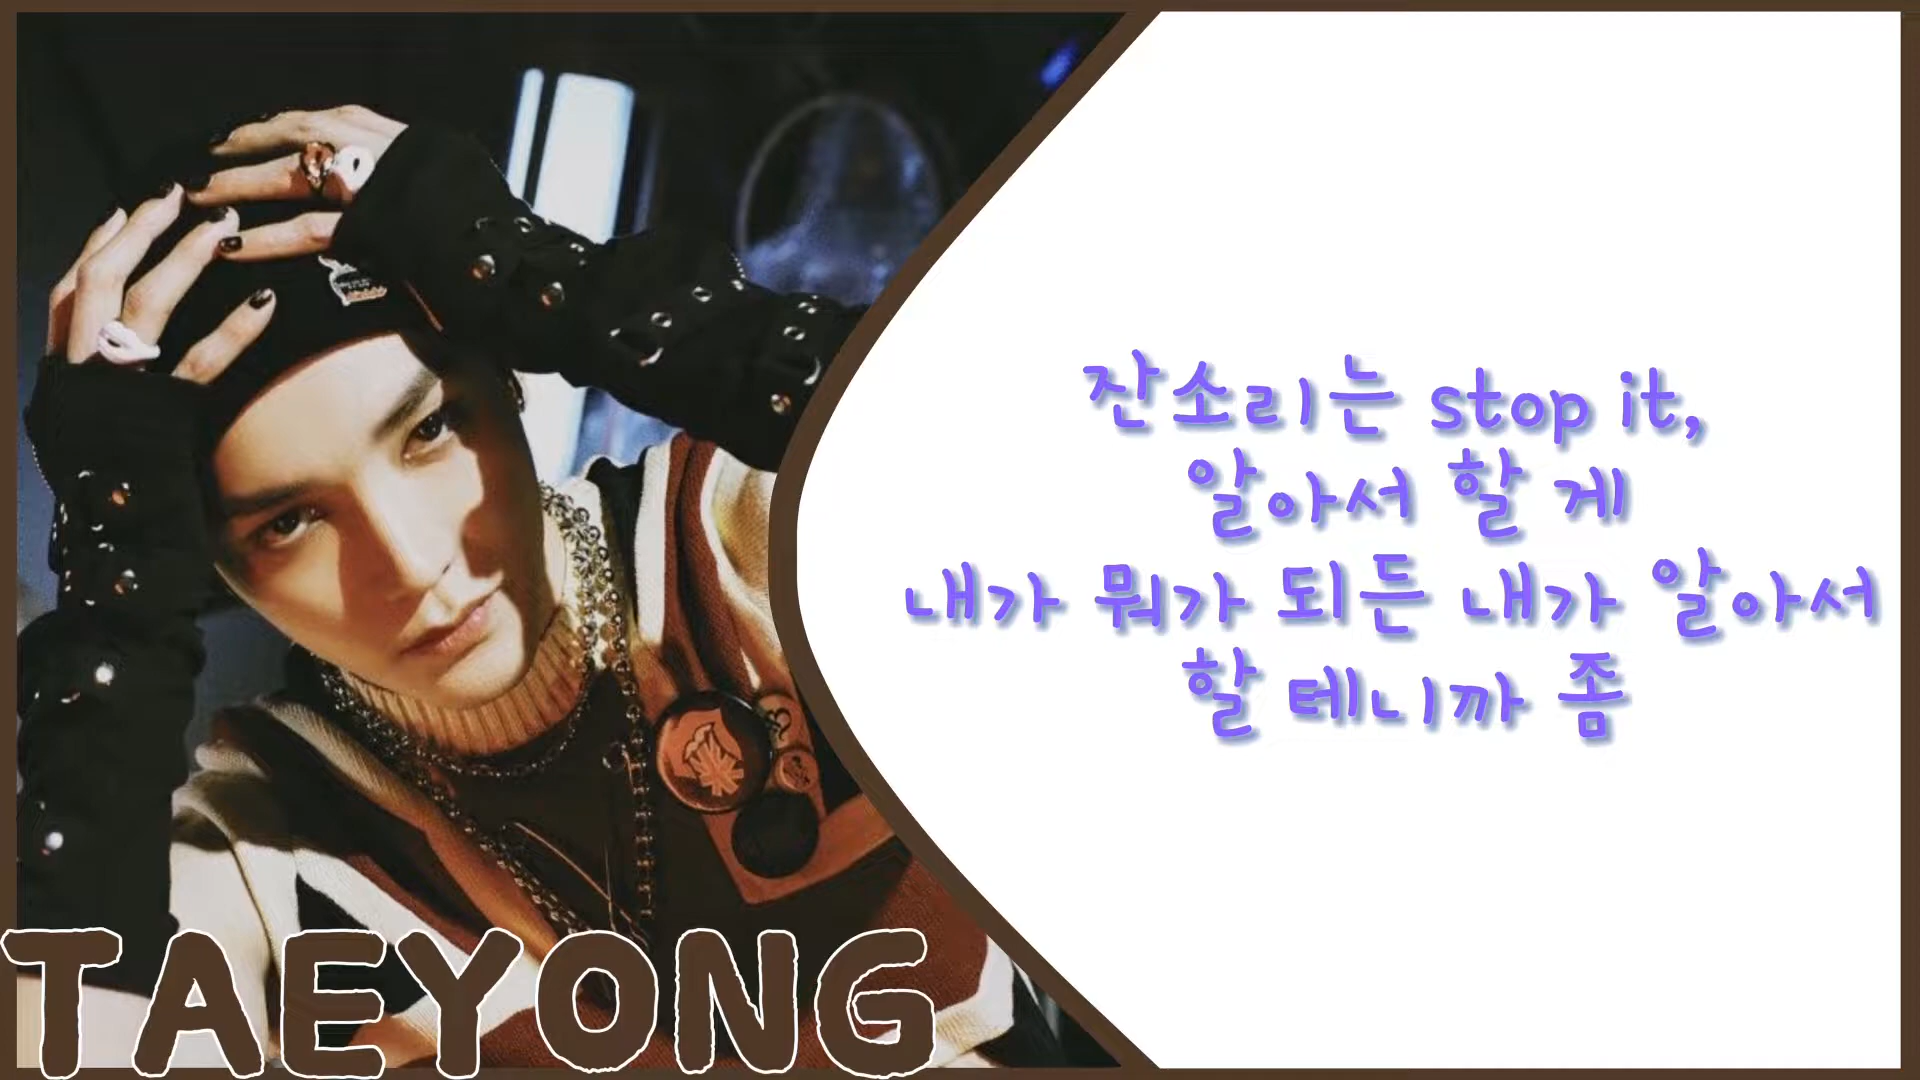 잔소리는 stop it,
알아서 할 게
내가 뭐가 되든 내가 알아서
할 테니까 좀
TAEYONG